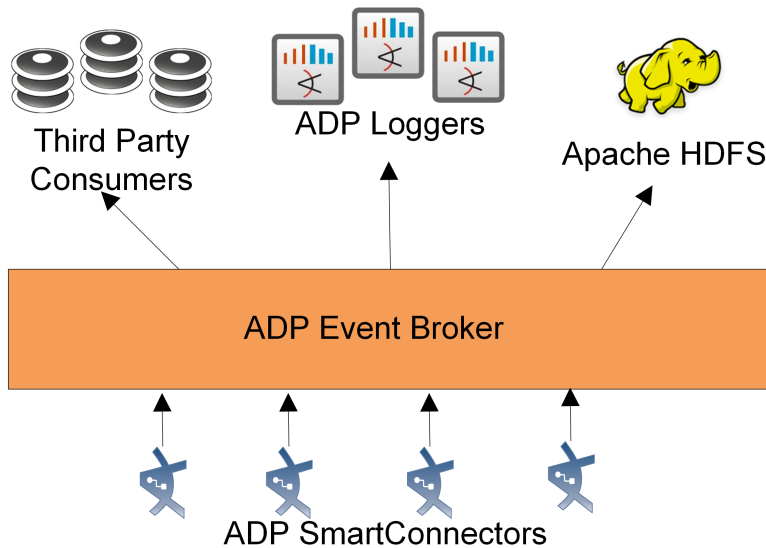 Third Party
Consumers
ADP Loggers
Apache HDFS
ADP Event Broker
ADP SmartConnectors